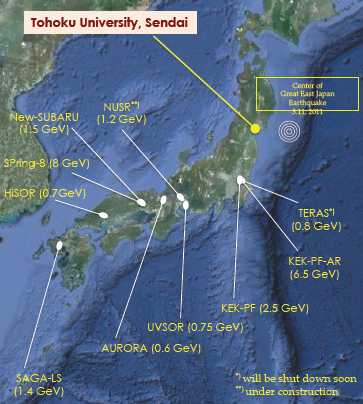 Tohoku University, Sendai
Center of
Great East Japan
Earthquake
3.11, 2011
NUSR**)
(1.2 GeV)
New-SUBARU
(1.5 GeV)
SPring-8 (8 GeV)
HiSOR (0.7GeV)
TERAS*)
(0.8 GeV)
KEK-PF-AR
(6.5 GeV)
KEK-PF (2.5 GeV)
UVSOR (0.75 GeV)
AURORA (0.6 GeV)
SAGA-LS
(1.4 GeV)
*) will be shut down soon
**) under construction